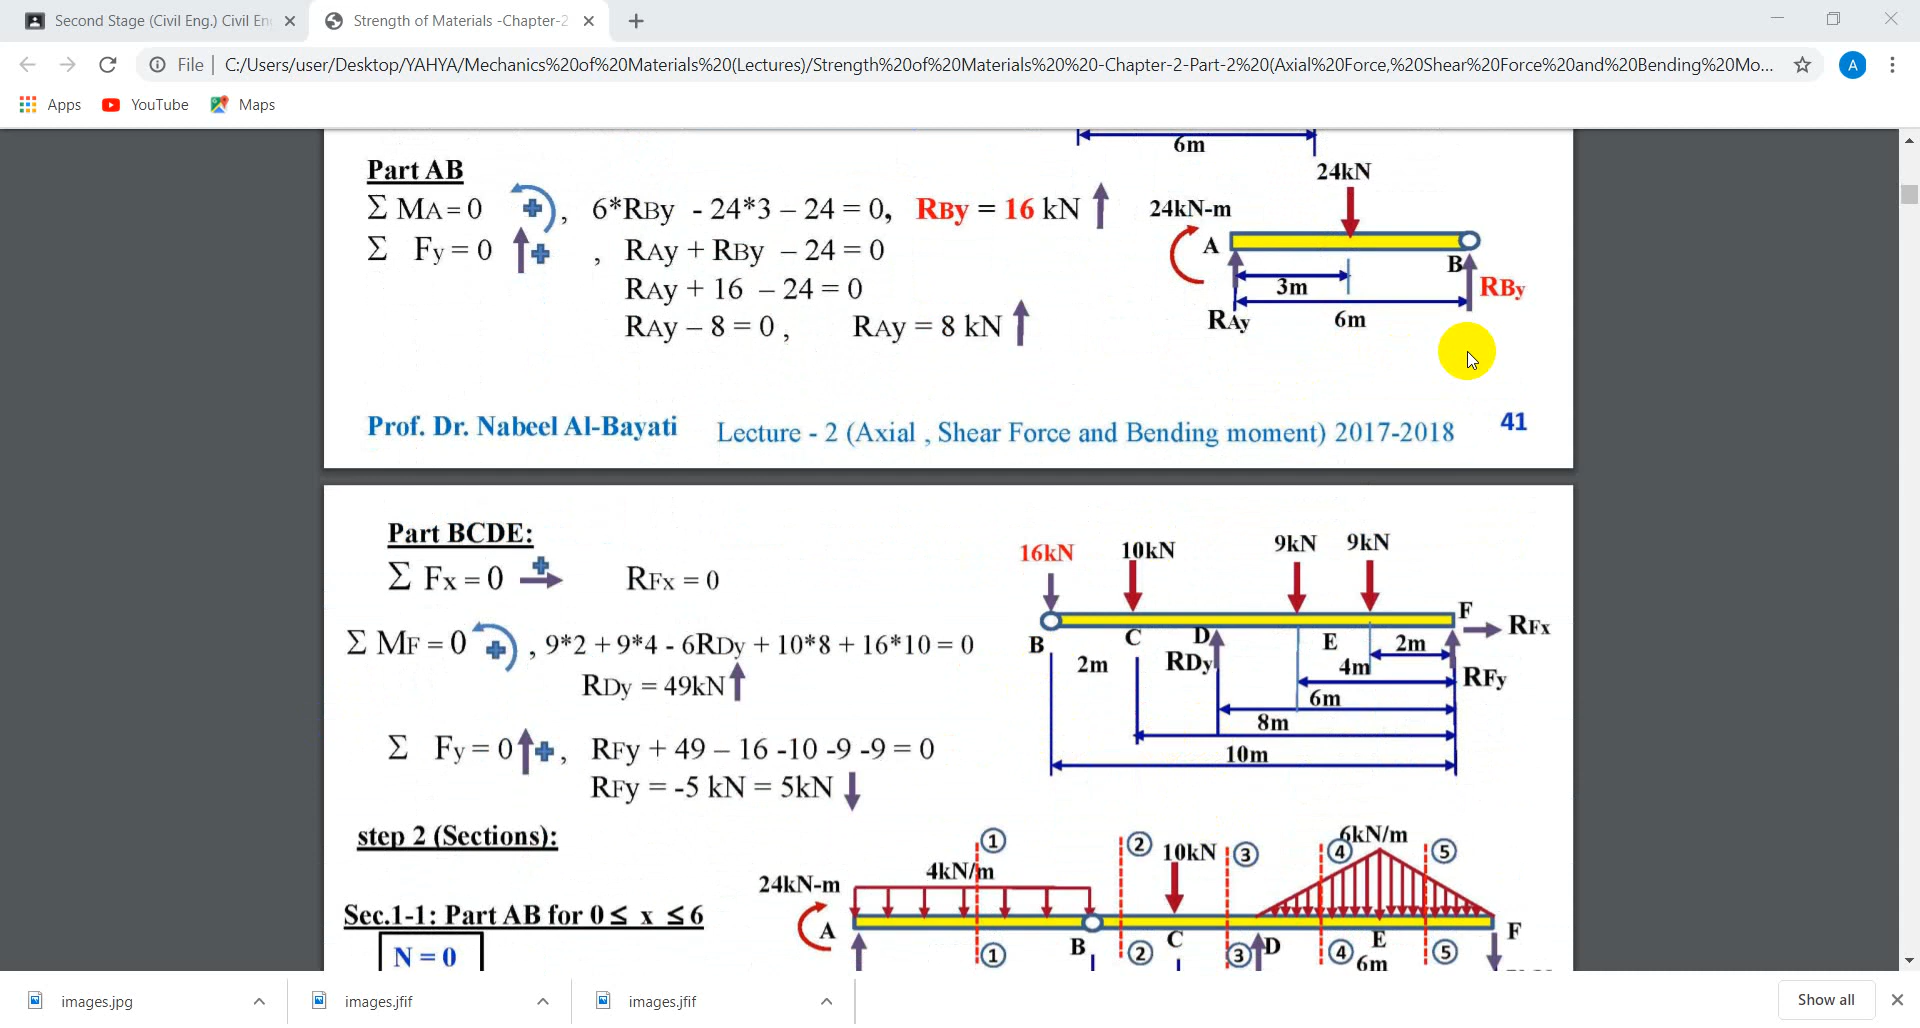 Second Stage (Civil Eng.) Civil En
Strength of Materials -Chapter-2
File
C:/Users/user/Desktop/YAHYA/Mechanics%20of%20Materials%20(Lectures)/Strength%20of%20Materials%20%20-Chapter-2-Part-2%20(Axial%20Force,%20Shear%20Force%20and%20Bending%20Mo...
A
Apps
YouTube
Maps
6m
Part AB
∑ MA = 0 , 6*RBy - 24*3 – 24 = 0, RBy = 16 kN
∑ Fy = 0 , RAy + RBy – 24 = 0
RAy + 16 – 24 = 0
RAy – 8 = 0 , RAy = 8 kN
24kN
24kN-m
A
B
3m
RBy
RAy
6m
Prof. Dr. Nabeel Al-Bayati
Lecture - 2 (Axial , Shear Force and Bending moment) 2017-2018
41
Part BCDE:
∑ Fx = 0 RFx = 0
∑ MF = 0 , 9*2 + 9*4 - 6RDy + 10*8 + 16*10 = 0
RDy = 49kN
∑ Fy = 0 , RFy + 49 – 16 -10 -9 -9 = 0
RFy = -5 kN = 5kN
16kN
10kN
9kN
9kN
F
RFx
B
C
D
E
2m
2m
RDy
4m
RFy
6m
8m
10m
step 2 (Sections):
Sec.1-1: Part AB for 0 ≤ x ≤ 6
N = 0
6kN/m
① ② 10kN ③ ④ ⑤
4kN/m
24kN-m
A
F
B
C
D
E
① ② ③ ④ ⑤
6m
images.jpg
images.jfif
images.jfif
Show all